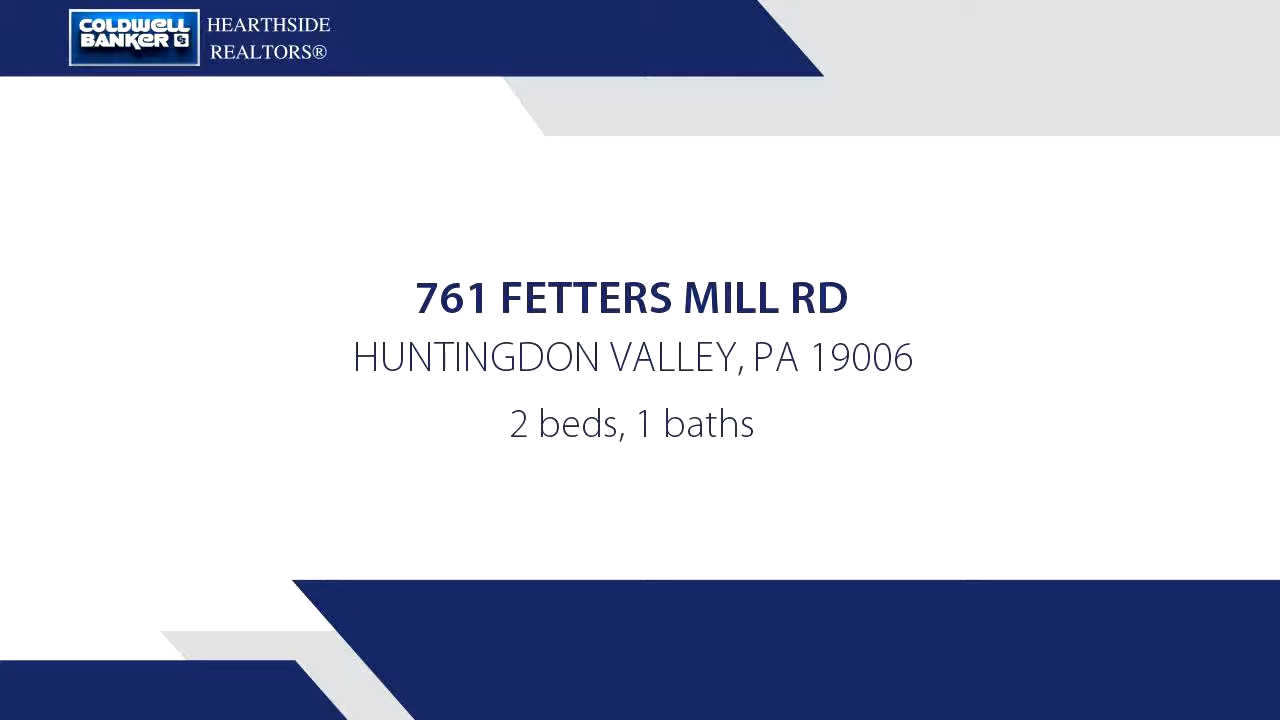 COLDWELL
BANKER
HEARTHSIDE
REALTORS®
761 FETTERS MILL RD
HUNTINGDON VALLEY, PA 19006
2 beds, 1 baths